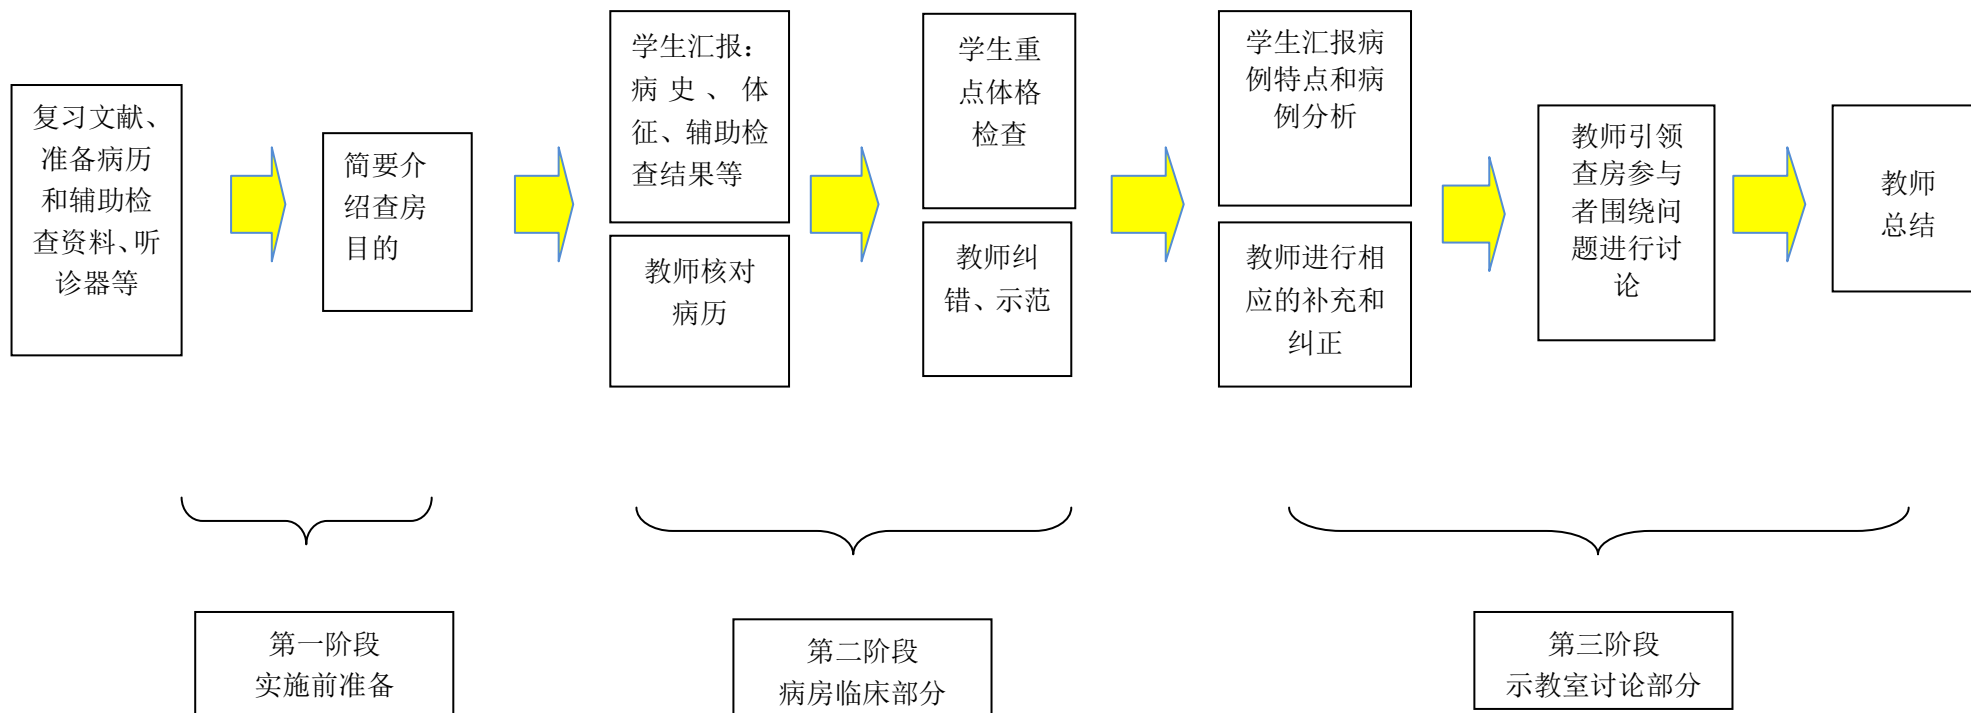 复习文献、
准备病历
和辅助检
查资料、听
诊器等
简要介
绍查房
目的
学生汇报：
病史、体
征、辅助检
查结果等
教师核对
病历
学生重
点体格
检查
教师纠
错、示范
学生汇报病
例特点和病
例分析
教师进行相
应的补充和
纠正
教师引领
查房参与
者围绕问
题进行讨
论
教师
总结
第一阶段
实施前准备
第二阶段
病房临床部分
第三阶段
示教室讨论部分